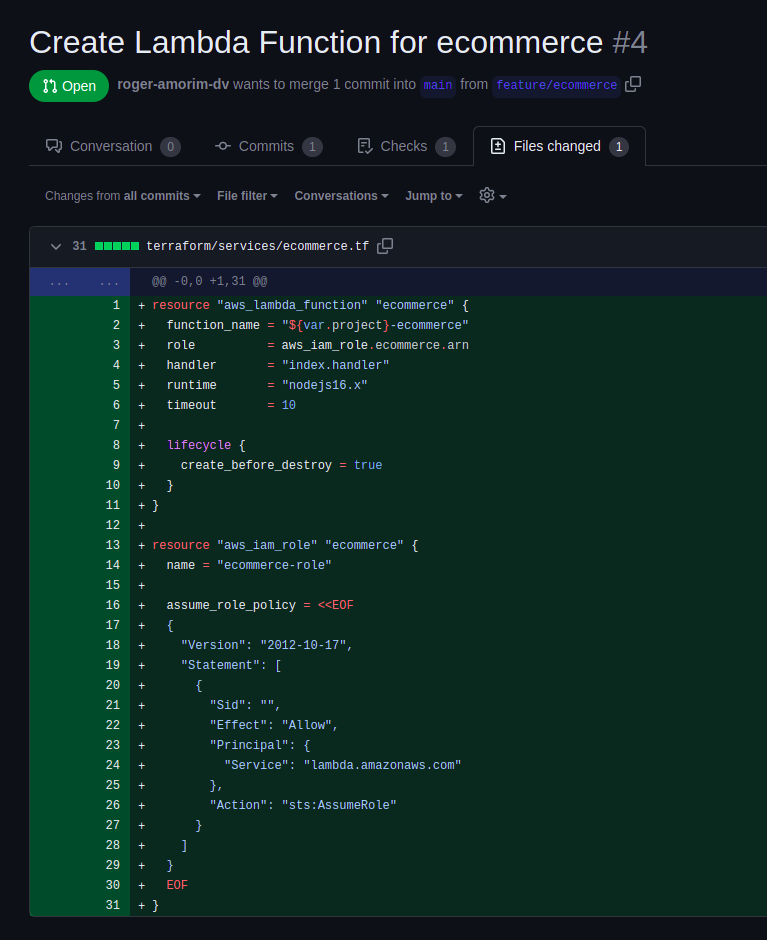 Create Lambda Function for ecommerce #4
Open roger-amorim-dv wants to merge 1 commit into main from feature/ecommerce
Conversation 0 Commits 1 Checks 1 Files changed 1
Changes from all commits File filter Conversations Jump to
31 terraform/services/ecommerce.tf
... ... @@ -0,0 +1,31 @@
1 + resource "aws_lambda_function" "ecommerce" {
2 +   function_name = "${var.project}-ecommerce"
3 +   role          = aws_iam_role.ecommerce.arn
4 +   handler       = "index.handler"
5 +   runtime       = "nodejs16.x"
6 +   timeout       = 10
7 +
8 +   lifecycle {
9 +     create_before_destroy = true
10 +   }
11 + }
12 +
13 + resource "aws_iam_role" "ecommerce" {
14 +   name = "ecommerce-role"
15 +
16 +   assume_role_policy = <<EOF
17 +   {
18 +     "Version": "2012-10-17",
19 +     "Statement": [
20 +       {
21 +         "Sid": "",
22 +         "Effect": "Allow",
23 +         "Principal": {
24 +           "Service": "lambda.amazonaws.com"
25 +         },
26 +         "Action": "sts:AssumeRole"
27 +       }
28 +     ]
29 +   }
30 +   EOF
31 + }